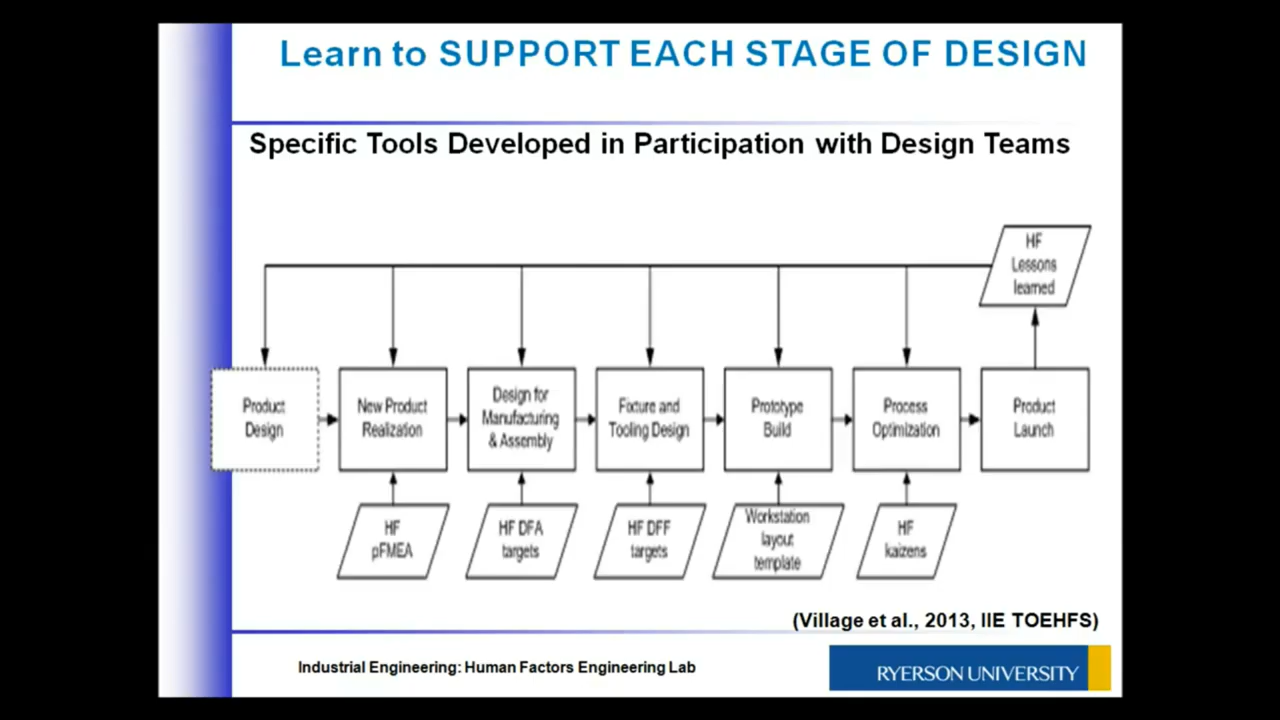 Learn to SUPPORT EACH STAGE OF DESIGN
Specific Tools Developed in Participation with Design Teams
HF
Lessons
learned
Product
Design
New Product
Realization
Design for
Manufacturing
& Assembly
Fixture and
Tooling Design
Prototype
Build
Process
Optimization
Product
Launch
HF
pFMEA
HF DFA
targets
HF DFF
targets
Workstation
layout
template
HF
kaizens
(Village et al., 2013, IIE TOEHFS)
Industrial Engineering: Human Factors Engineering Lab
RYERSON UNIVERSITY